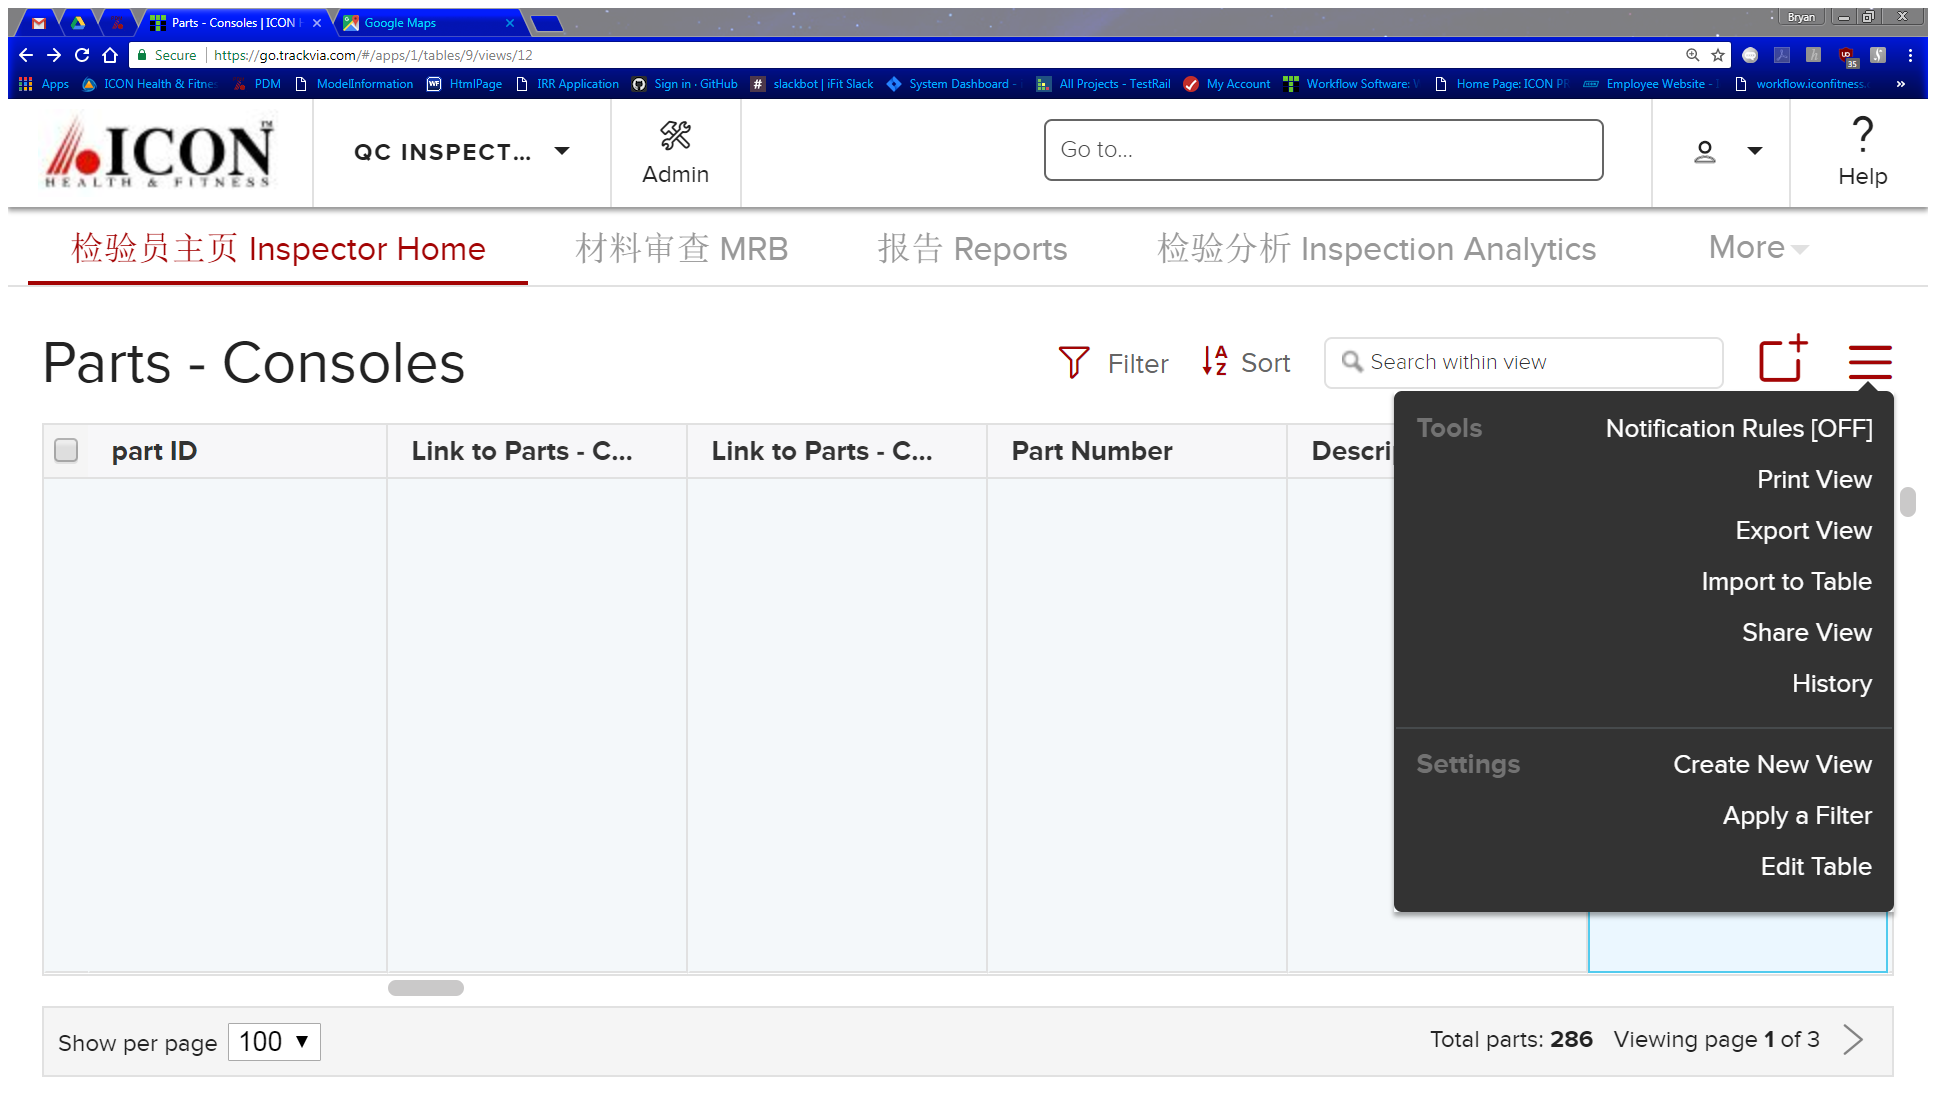 Parts - Consoles | ICON H
Google Maps
Bryan
Secure
https://go.trackvia.com/#/apps/1/tables/9/views/12
35
Apps
ICON Health & Fitnes
PDM
ModelInformation
HtmlPage
IRR Application
Sign in · GitHub
slackbot | iFit Slack
System Dashboard -
All Projects - TestRail
My Account
Workflow Software:
Home Page: ICON PR
Employee Website -
workflow.iconfitness.
»
ICON™
HEALTH & FITNESS
QC INSPECT...
Admin
Go to...
?
Help
检验员主页 Inspector Home
材料审查 MRB
报告 Reports
检验分析 Inspection Analytics
More
Parts - Consoles
Filter
AZ Sort
Search within view
part ID
Link to Parts - C...
Link to Parts - C...
Part Number
Descri
Tools
Notification Rules [OFF]
Print View
Export View
Import to Table
Share View
History
Settings
Create New View
Apply a Filter
Edit Table
Show per page 100
Total parts: 286 Viewing page 1 of 3